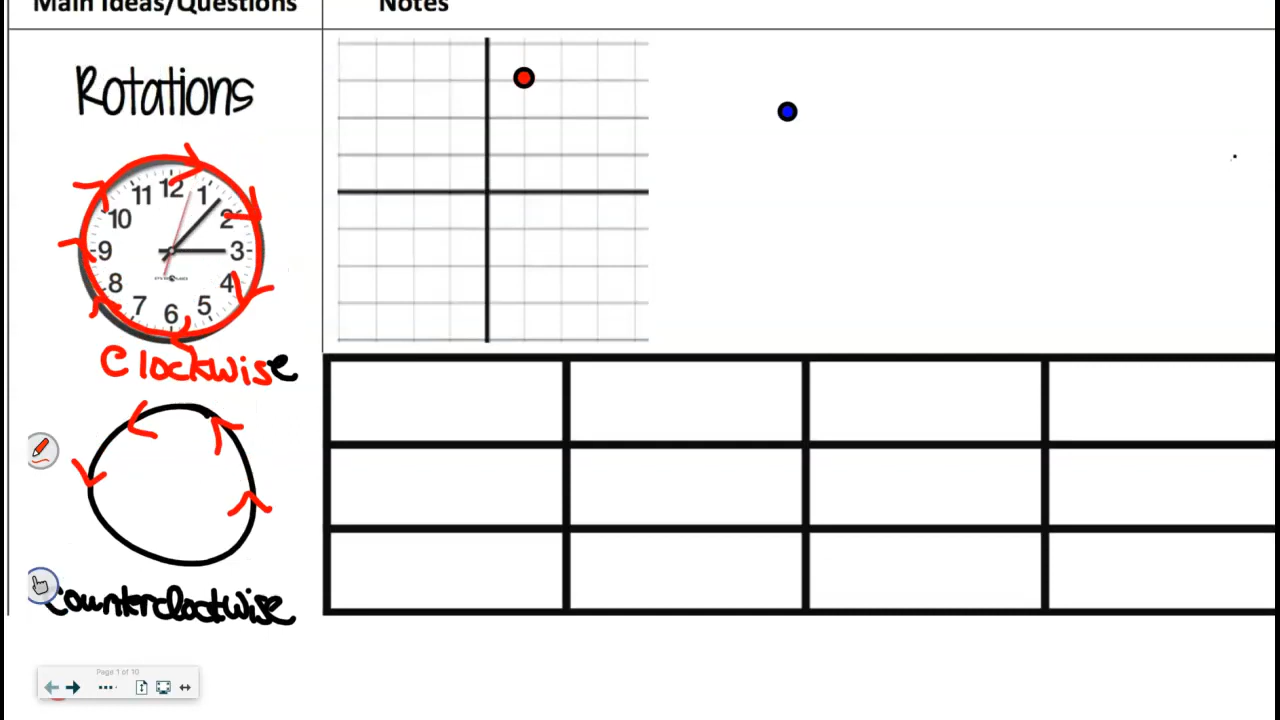 Main Ideas/Questions
Notes
Rotations
12
11
1
10
2
9
3
8
4
7
5
6
Clockwise
Counterclockwise
Page 1 of 10